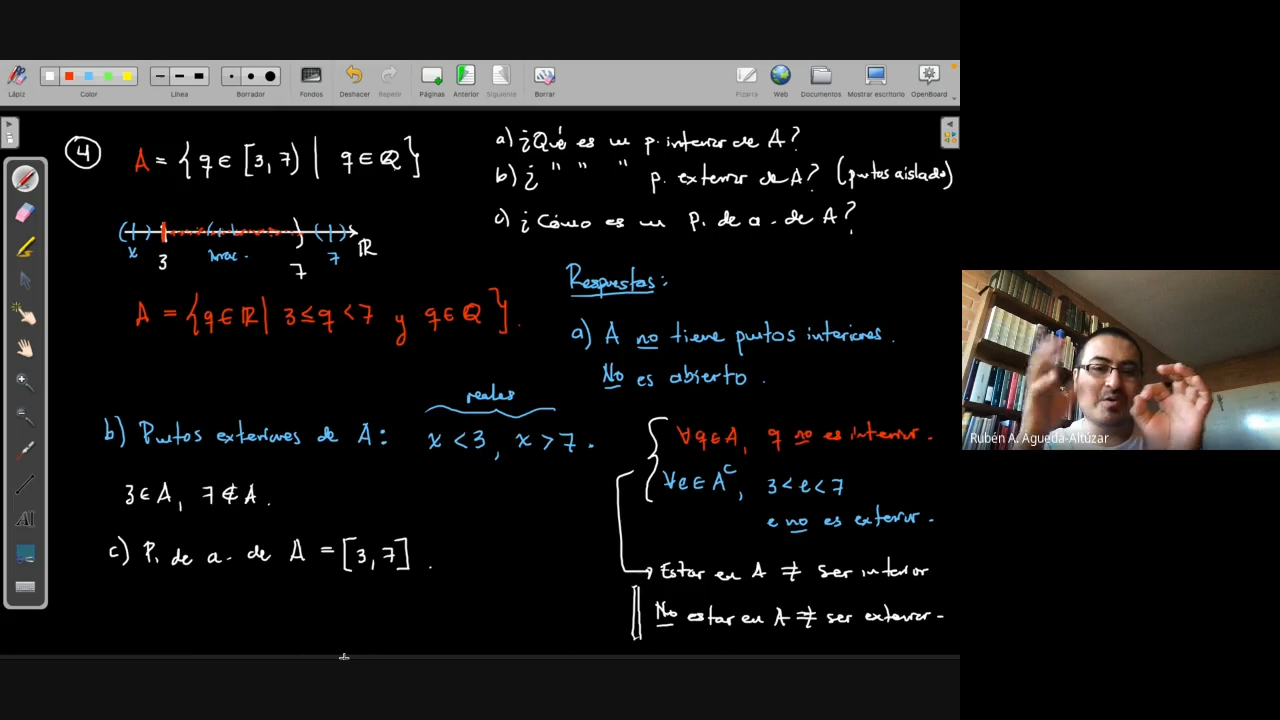 Lápiz
Color
Línea
Borrador
Fondos
Deshacer
Repetir
Páginas
Anterior
Siguiente
Borrar
Pizarra
Web
Documentos
Mostrar escritorio
OpenBoard
4
A = {q ∈ [3, 7) | q ∈ ℚ}
a) ¿Qué es un p. interior de A?
b) ¿ " " " p. exterior de A? (puntos aislado)
c) ¿Cómo es un p. de a. de A?
x 3 irrac. 7 7 ℝ
A = {q ∈ ℝ | 3 ≤ q < 7 y q ∈ ℚ}.
Respuestas:
a) A no tiene puntos interiores.
No es abierto.
b) Puntos exteriores de A: x < 3, x > 7.
reales
3 ∈ A, 7 ∉ A.
c) P. de a. de A = [3, 7].
∀q ∈ A, q no es interior.
∀e ∈ Aᶜ, 3 < e < 7
e no es exterior.
Estar en A ≠ ser interior
No estar en A ≠ ser exterior.
Rubén A. Agueda-Altúzar